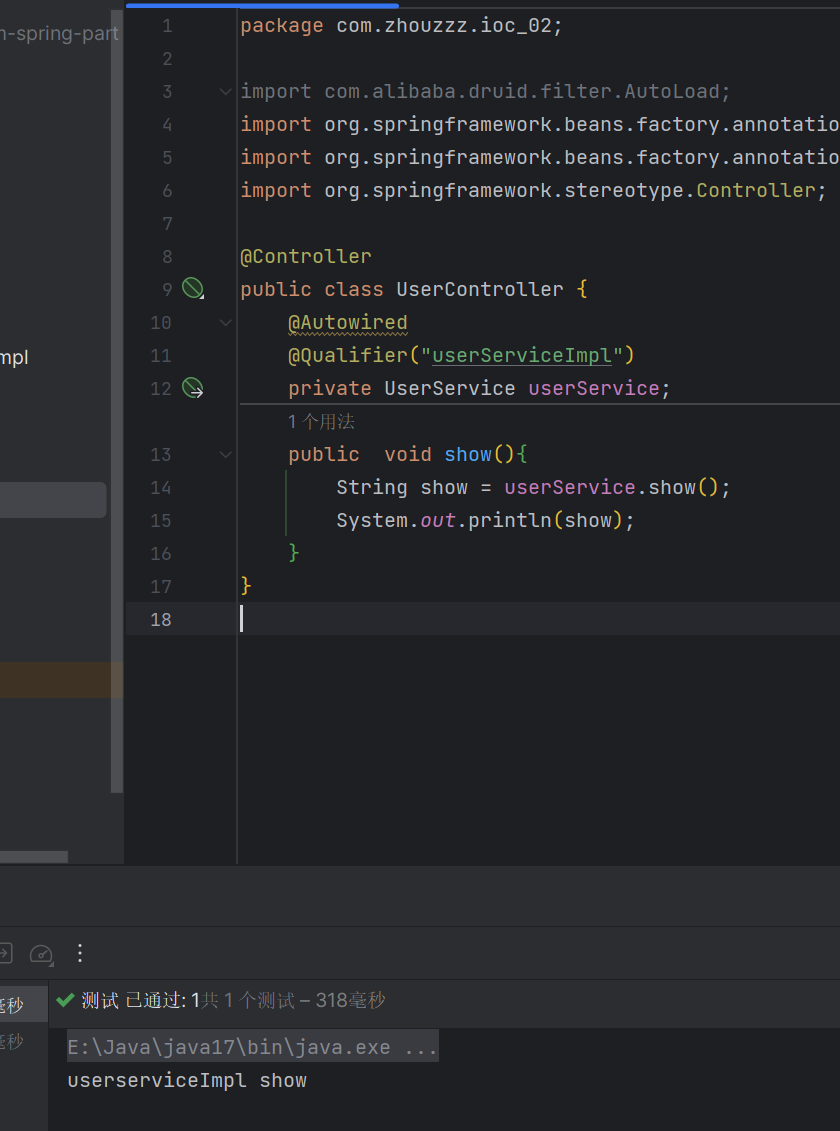 n-spring-part
mpl
1 package com.zhouzzz.ioc_02;
2
3 import com.alibaba.druid.filter.AutoLoad;
4 import org.springframework.beans.factory.annotatio
5 import org.springframework.beans.factory.annotatio
6 import org.springframework.stereotype.Controller;
7
8 @Controller
9 public class UserController {
10 @Autowired
11 @Qualifier("userServiceImpl")
12 private UserService userService;
1 个用法
13 public  void show(){
14 String show = userService.show();
15 System.out.println(show);
16 }
17 }
18
毫秒
毫秒
测试 已通过: 1共 1 个测试 – 318毫秒
E:\Java\java17\bin\java.exe ...
userserviceImpl show